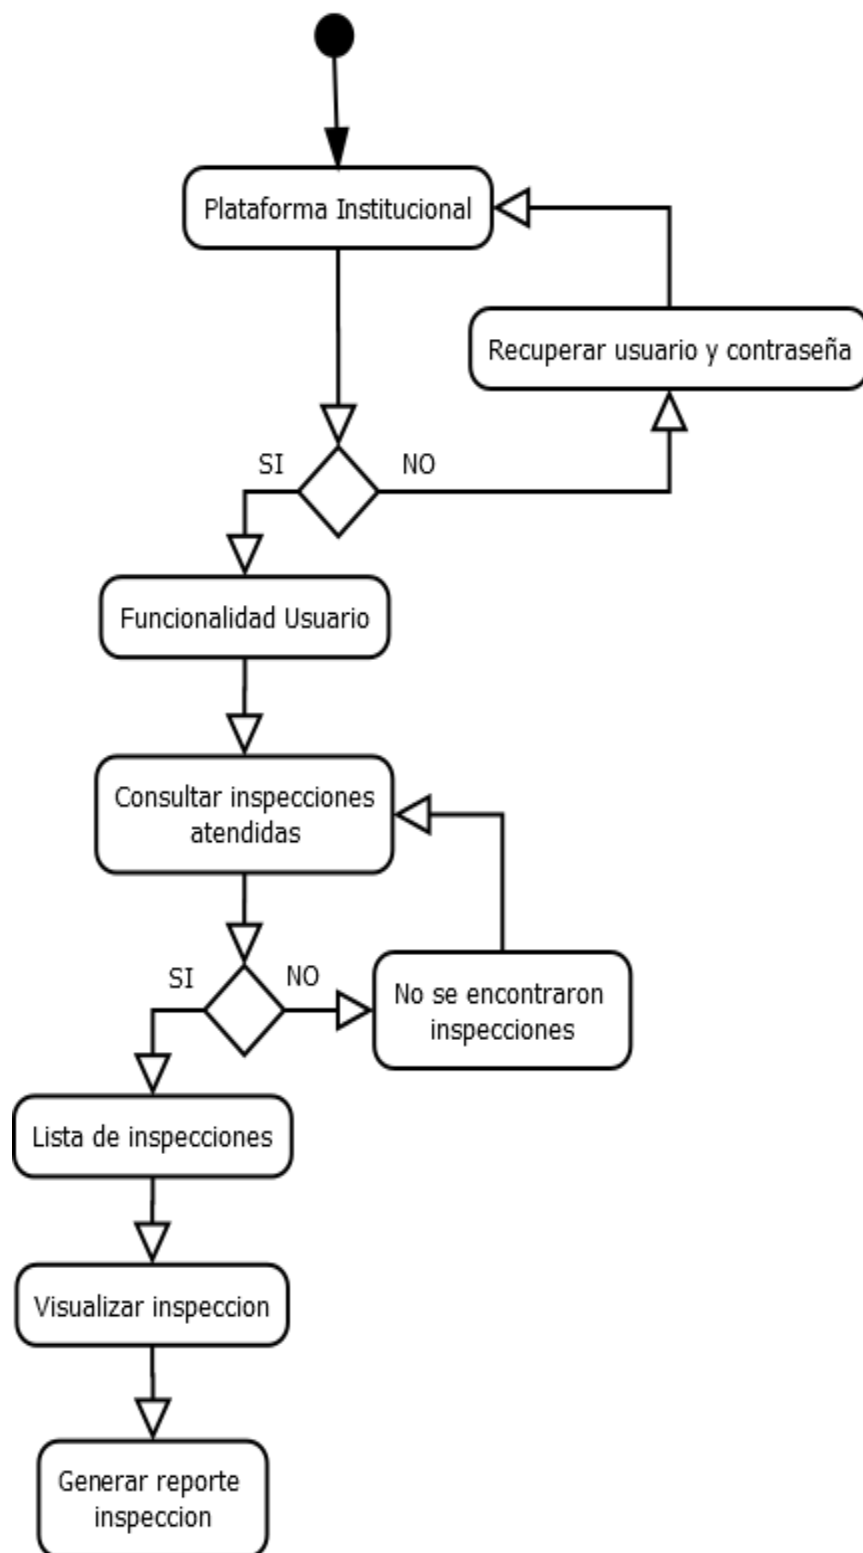 Plataforma Institucional
Recuperar usuario y contraseña
SI
NO
Funcionalidad Usuario
Consultar inspecciones
atendidas
SI
NO
No se encontraron
inspecciones
Lista de inspecciones
Visualizar inspeccion
Generar reporte
inspeccion